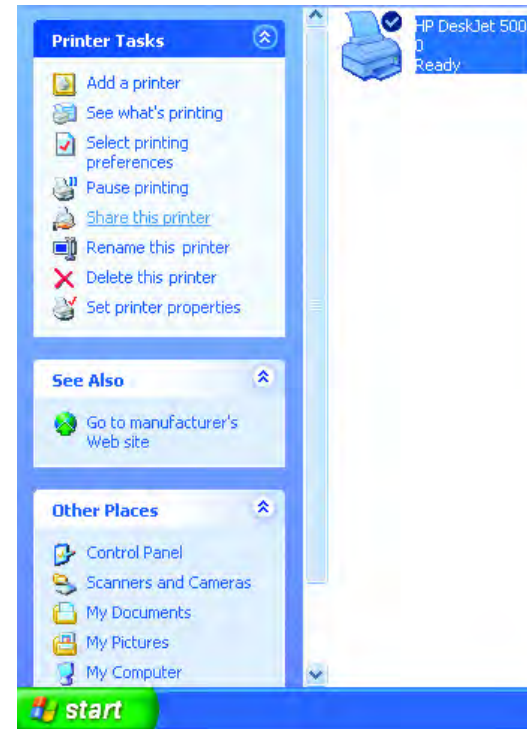 Printer Tasks
Add a printer
See what's printing
Select printing
preferences
Pause printing
Share this printer
Rename this printer
Delete this printer
Set printer properties
See Also
Go to manufacturer's
Web site
Other Places
Control Panel
Scanners and Cameras
My Documents
My Pictures
My Computer
HP DeskJet 500
0
Ready
start